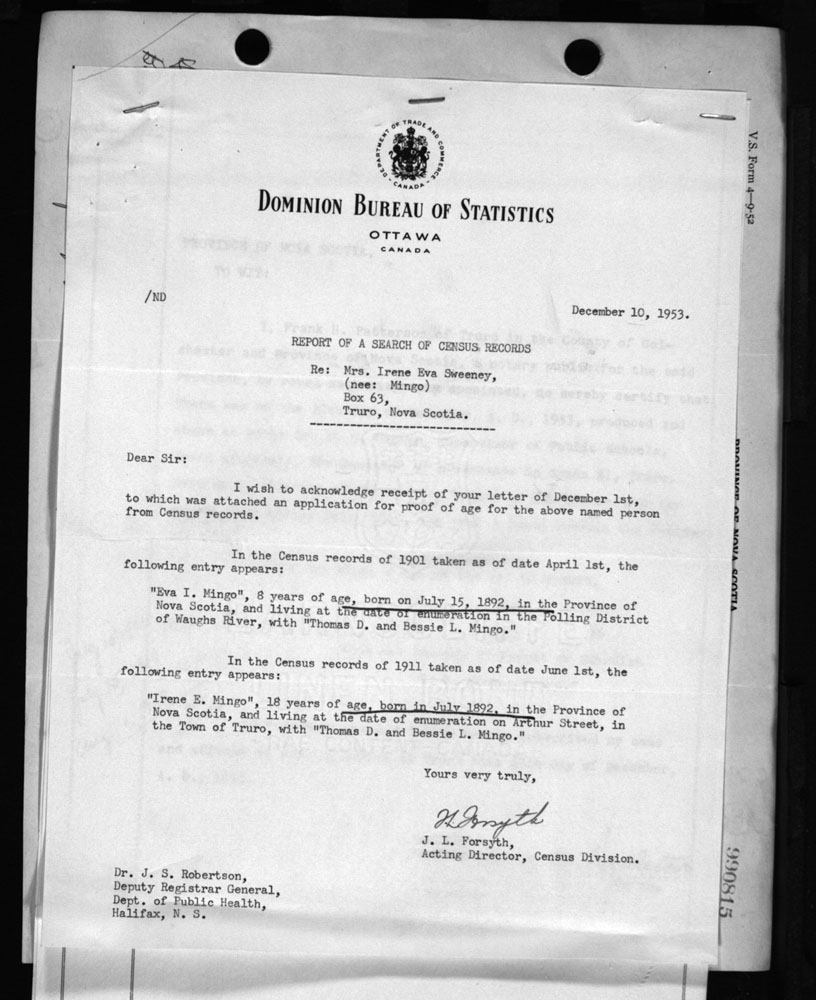 DEPARTMENT OF TRADE AND COMMERCE
CANADA
DOMINION BUREAU OF STATISTICS
OTTAWA
CANADA
V.S. Form 4—9-52
/ND
December 10, 1953.
REPORT OF A SEARCH OF CENSUS RECORDS
Re: Mrs. Irene Eva Sweeney,
(nee: Mingo)
Box 63,
Truro, Nova Scotia.
Dear Sir:
I wish to acknowledge receipt of your letter of December 1st,
to which was attached an application for proof of age for the above named person
from Census records.
In the Census records of 1901 taken as of date April 1st, the
following entry appears:
"Eva I. Mingo", 8 years of age, born on July 15, 1892, in the Province of
Nova Scotia, and living at the date of enumeration in the Polling District
of Waughs River, with "Thomas D. and Bessie L. Mingo."
In the Census records of 1911 taken as of date June 1st, the
following entry appears:
"Irene E. Mingo", 18 years of age, born in July 1892, in the Province of
Nova Scotia, and living at the date of enumeration on Arthur Street, in
the Town of Truro, with "Thomas D. and Bessie L. Mingo."
Yours very truly,
J. L. Forsyth,
Acting Director, Census Division.
Dr. J. S. Robertson,
Deputy Registrar General,
Dept. of Public Health,
Halifax, N. S.
PROVINCE OF NOVA SCOTIA
990815